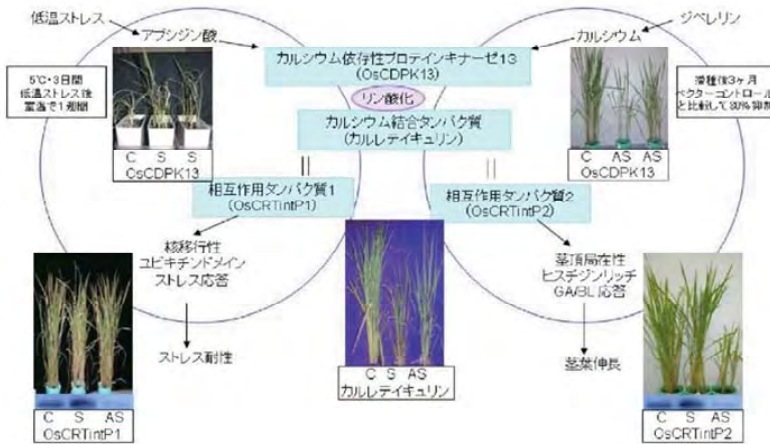 低温ストレス
アブシジン酸
カルシウム依存性プロテインキナーゼ13
(OsCDPK13)
カルシウム
ジベレリン
5℃・3日間
低温ストレス後
室温で1週間
リン酸化
播種後3ヶ月
ベクターコントロール
と比較して80%抑制
カルシウム結合タンパク質
(カルレティキュリン)
C S S
OsCDPK13
C AS AS
OsCDPK13
相互作用タンパク質1
(OsCRTintP1)
相互作用タンパク質2
(OsCRTintP2)
核移行性
ユビキチンドメイン
ストレス応答
茎頂局在性
ヒスチジンリッチ
GA/BL応答
ストレス耐性
茎葉伸長
C S AS
カルレテイキュリン
C S AS
OsCRTintP1
C S AS
OsCRTintP2